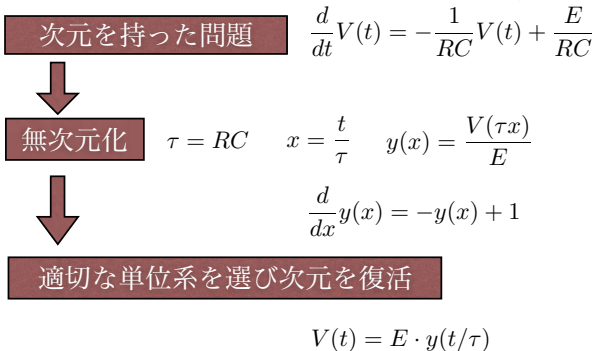 次元を持った問題 d/dt V(t) = −1/RC V(t) + E/RC
無次元化 τ = RC x = t/τ y(x) = V(τx)/E
d/dx y(x) = −y(x) + 1
適切な単位系を選び次元を復活
V(t) = E · y(t/τ)